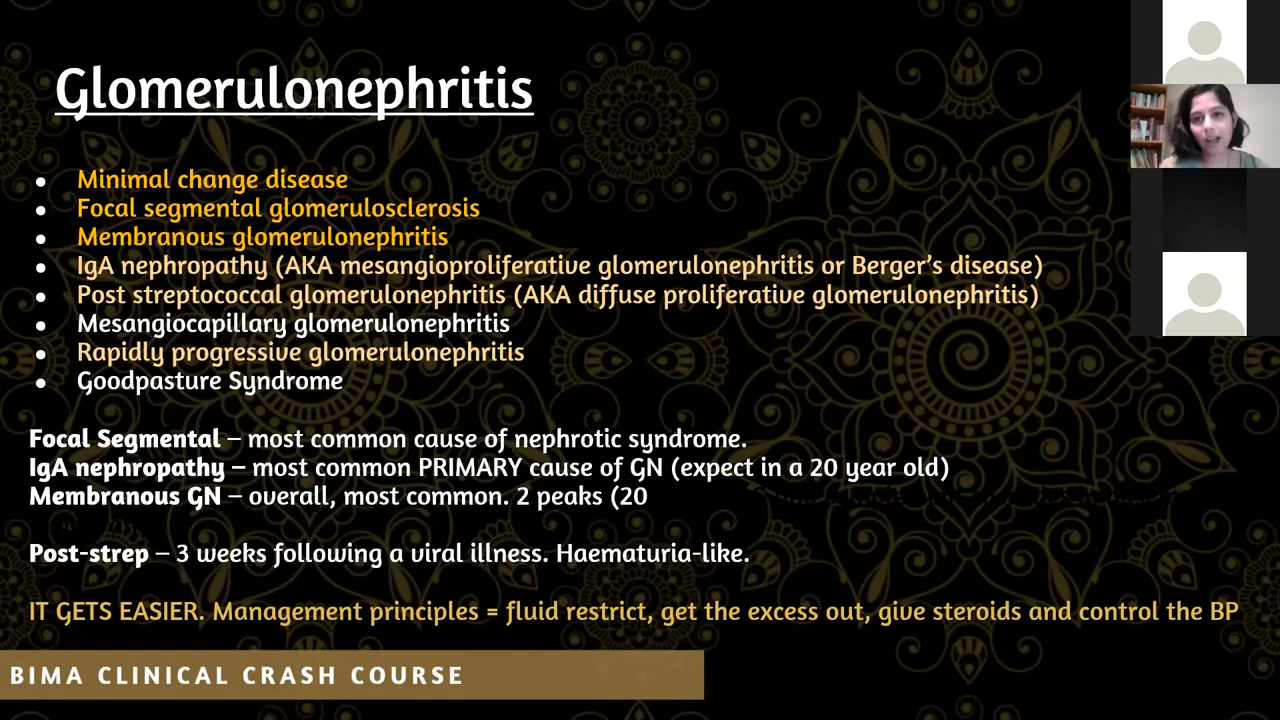 Glomerulonephritis
• Minimal change disease
• Focal segmental glomerulosclerosis
• Membranous glomerulonephritis
• IgA nephropathy (AKA mesangioproliferative glomerulonephritis or Berger's disease)
• Post streptococcal glomerulonephritis (AKA diffuse proliferative glomerulonephritis)
• Mesangiocapillary glomerulonephritis
• Rapidly progressive glomerulonephritis
• Goodpasture Syndrome
Focal Segmental – most common cause of nephrotic syndrome.
IgA nephropathy – most common PRIMARY cause of GN (expect in a 20 year old)
Membranous GN – overall, most common. 2 peaks (20
Post-strep – 3 weeks following a viral illness. Haematuria-like.
IT GETS EASIER. Management principles = fluid restrict, get the excess out, give steroids and control the BP
BIMA CLINICAL CRASH COURSE